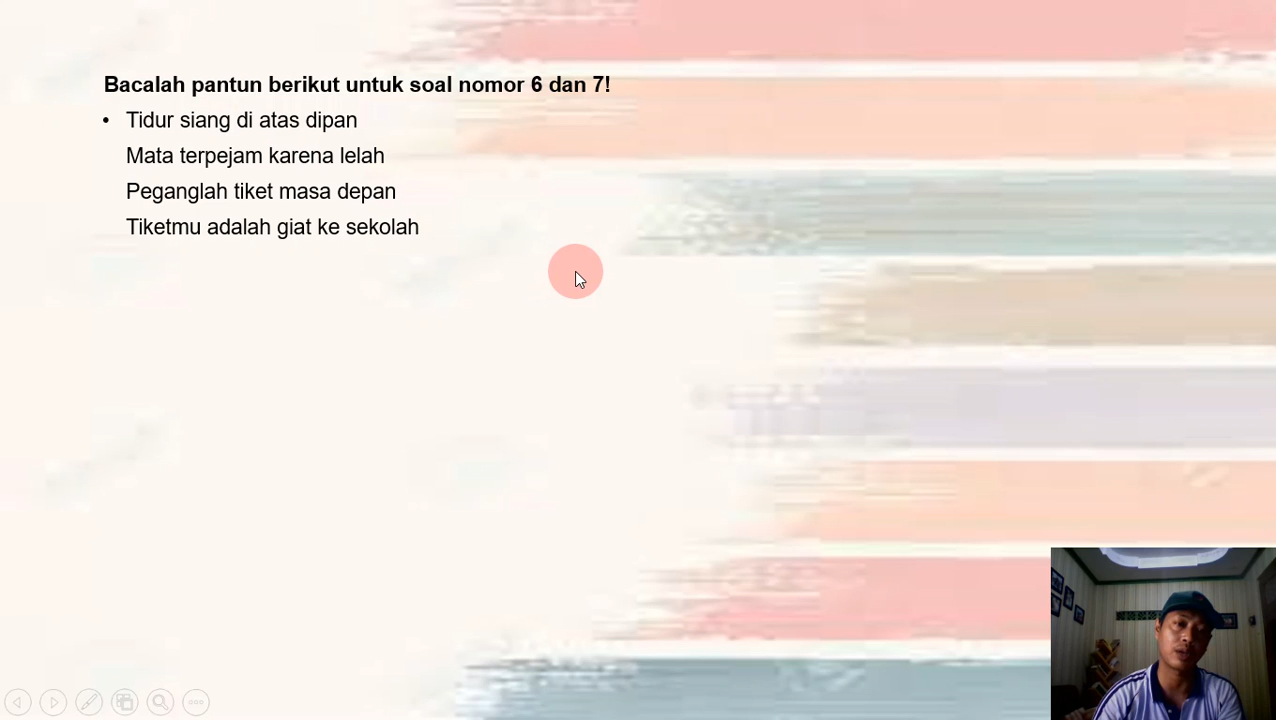 Bacalah pantun berikut untuk soal nomor 6 dan 7!
• Tidur siang di atas dipan
Mata terpejam karena lelah
Peganglah tiket masa depan
Tiketmu adalah giat ke sekolah